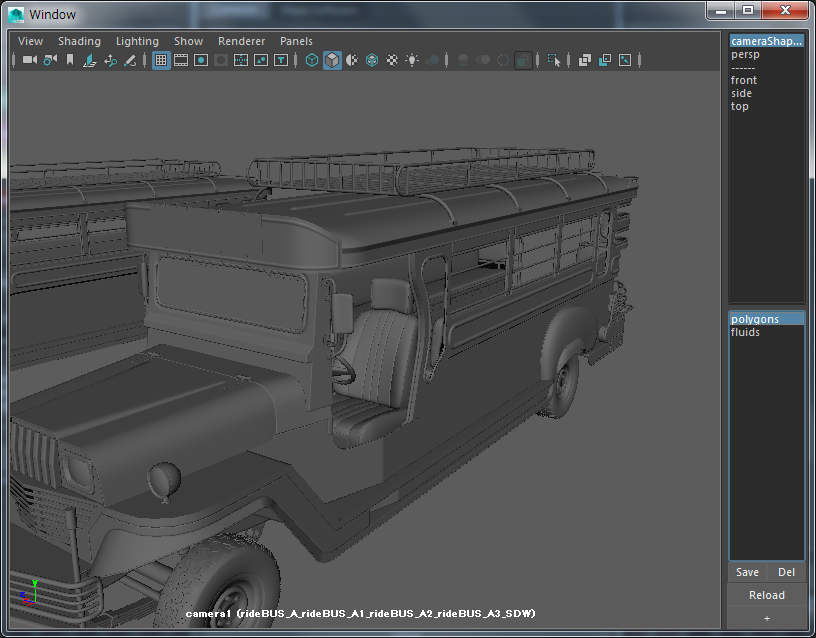 Window
View Shading Lighting Show Renderer Panels
cameraShap...
persp
------
front
side
top
polygons
fluids
Save Del
Reload
+
y
camera1 (rideBUS_A_rideBUS_A1_rideBUS_A2_rideBUS_A3_SDW)